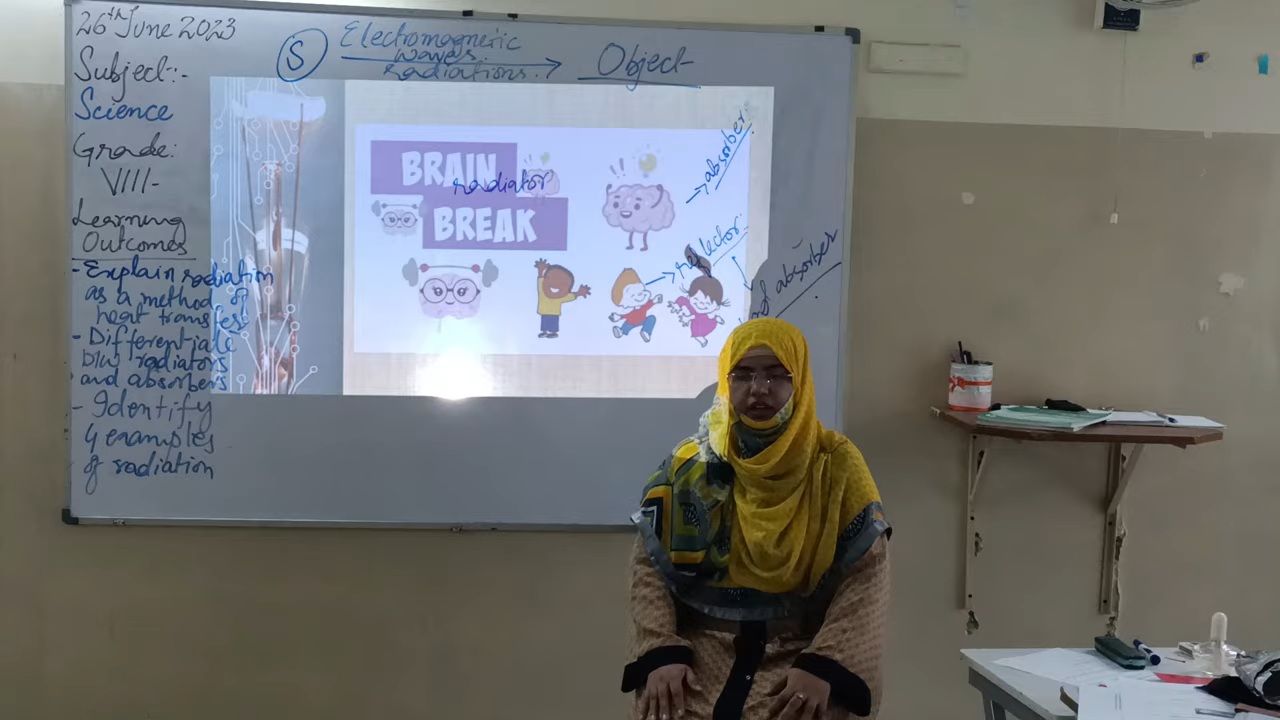 26th June 2023
Subject:-
Science
Grade:
VIII-
Learning
Outcomes
- Explain radiation
as a method of
heat transfer
- Differentiate
b/w radiators
and absorbers
- Identify
4 examples
of radiation
S
Electromagneric
waves
radiations.
Object
BRAIN
radiator
BREAK
→ absorber
→ reflector
absorber